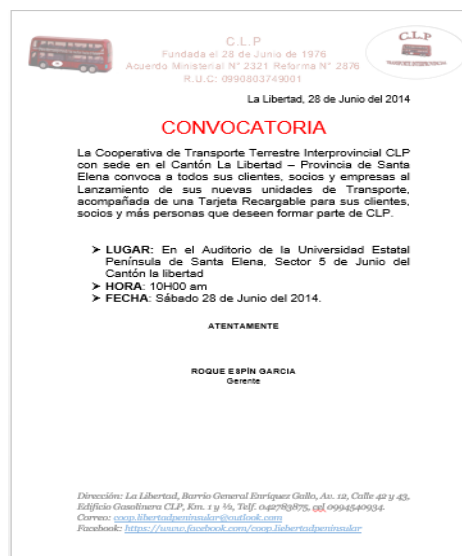 C.L.P
Fundada el 28 de Junio de 1976
Acuerdo Ministerial N° 2321 Reforma N° 2876
R.U.C: 0990803749001
C.L.P
TRANSPORTE INTERPROVINCIAL
La Libertad, 28 de Junio del 2014
CONVOCATORIA
La Cooperativa de Transporte Terrestre Interprovincial CLP
con sede en el Cantón La Libertad – Provincia de Santa
Elena convoca a todos sus clientes, socios y empresas al
Lanzamiento de sus nuevas unidades de Transporte,
acompañada de una Tarjeta Recargable para sus clientes,
socios y más personas que deseen formar parte de CLP.
➤ LUGAR: En el Auditorio de la Universidad Estatal
Península de Santa Elena, Sector 5 de Junio del
Cantón la libertad
➤ HORA: 10H00 am
➤ FECHA: Sábado 28 de Junio del 2014.
ATENTAMENTE
ROQUE ESPÍN GARCIA
Gerente
Dirección: La Libertad, Barrio General Enríquez Gallo, Av. 12, Calle 42 y 43,
Edificio Gasolinera CLP, Km. 1 y ½, Telf. 042783875, cel 0994540934.
Correo: coop.libertadpeninsular@outlook.com
Facebook: https://www.facebook.com/coop.liebertadpeninsular